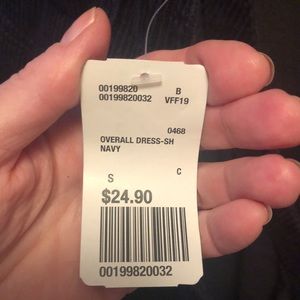 00199820 B
00199820032 VFF19
0468
OVERALL DRESS-SH
NAVY
S C
$24.90
00199820032